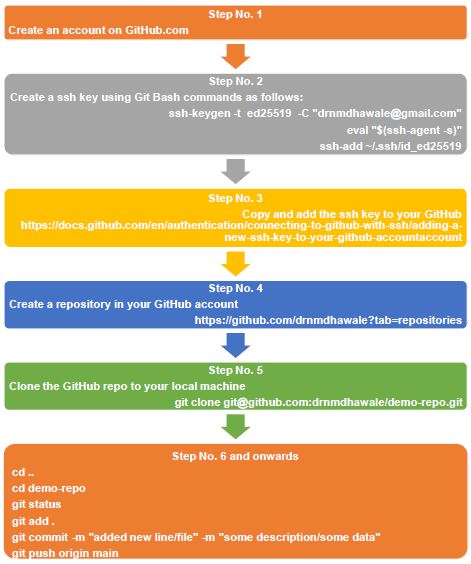 Step No. 1
Create an account on GitHub.com
Step No. 2
Create a ssh key using Git Bash commands as follows:
ssh-keygen -t ed25519 -C "drnmdhawale@gmail.com"
eval "$(ssh-agent -s)"
ssh-add ~/.ssh/id_ed25519
Step No. 3
Copy and add the ssh key to your GitHub
https://docs.github.com/en/authentication/connecting-to-github-with-ssh/adding-a-
new-ssh-key-to-your-github-accountaccount
Step No. 4
Create a repository in your GitHub account
https://github.com/drnmdhawale?tab=repositories
Step No. 5
Clone the GitHub repo to your local machine
git clone git@github.com:drnmdhawale/demo-repo.git
Step No. 6 and onwards
cd ..
cd demo-repo
git status
git add .
git commit -m "added new line/file" -m "some description/some data"
git push origin main